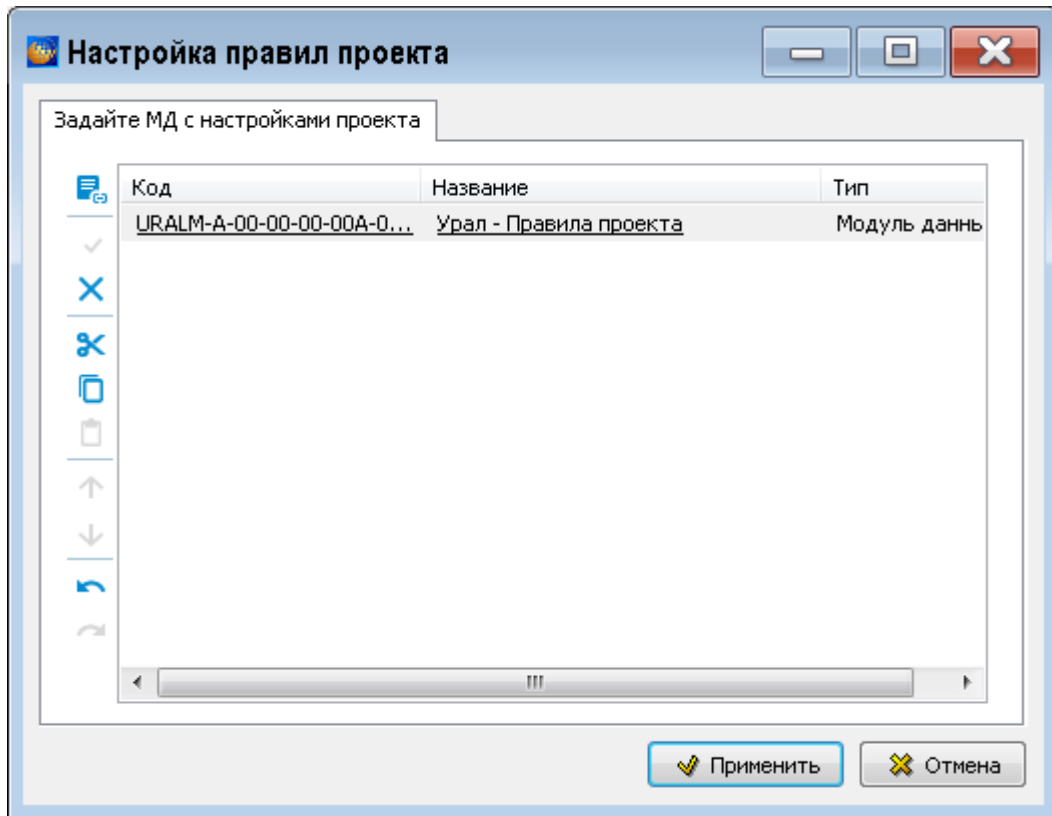 Настройка правил проекта
Задайте МД с настройками проекта
Код Название Тип
URALM-A-00-00-00-00A-0... Урал - Правила проекта Модуль даннь
Применить Отмена